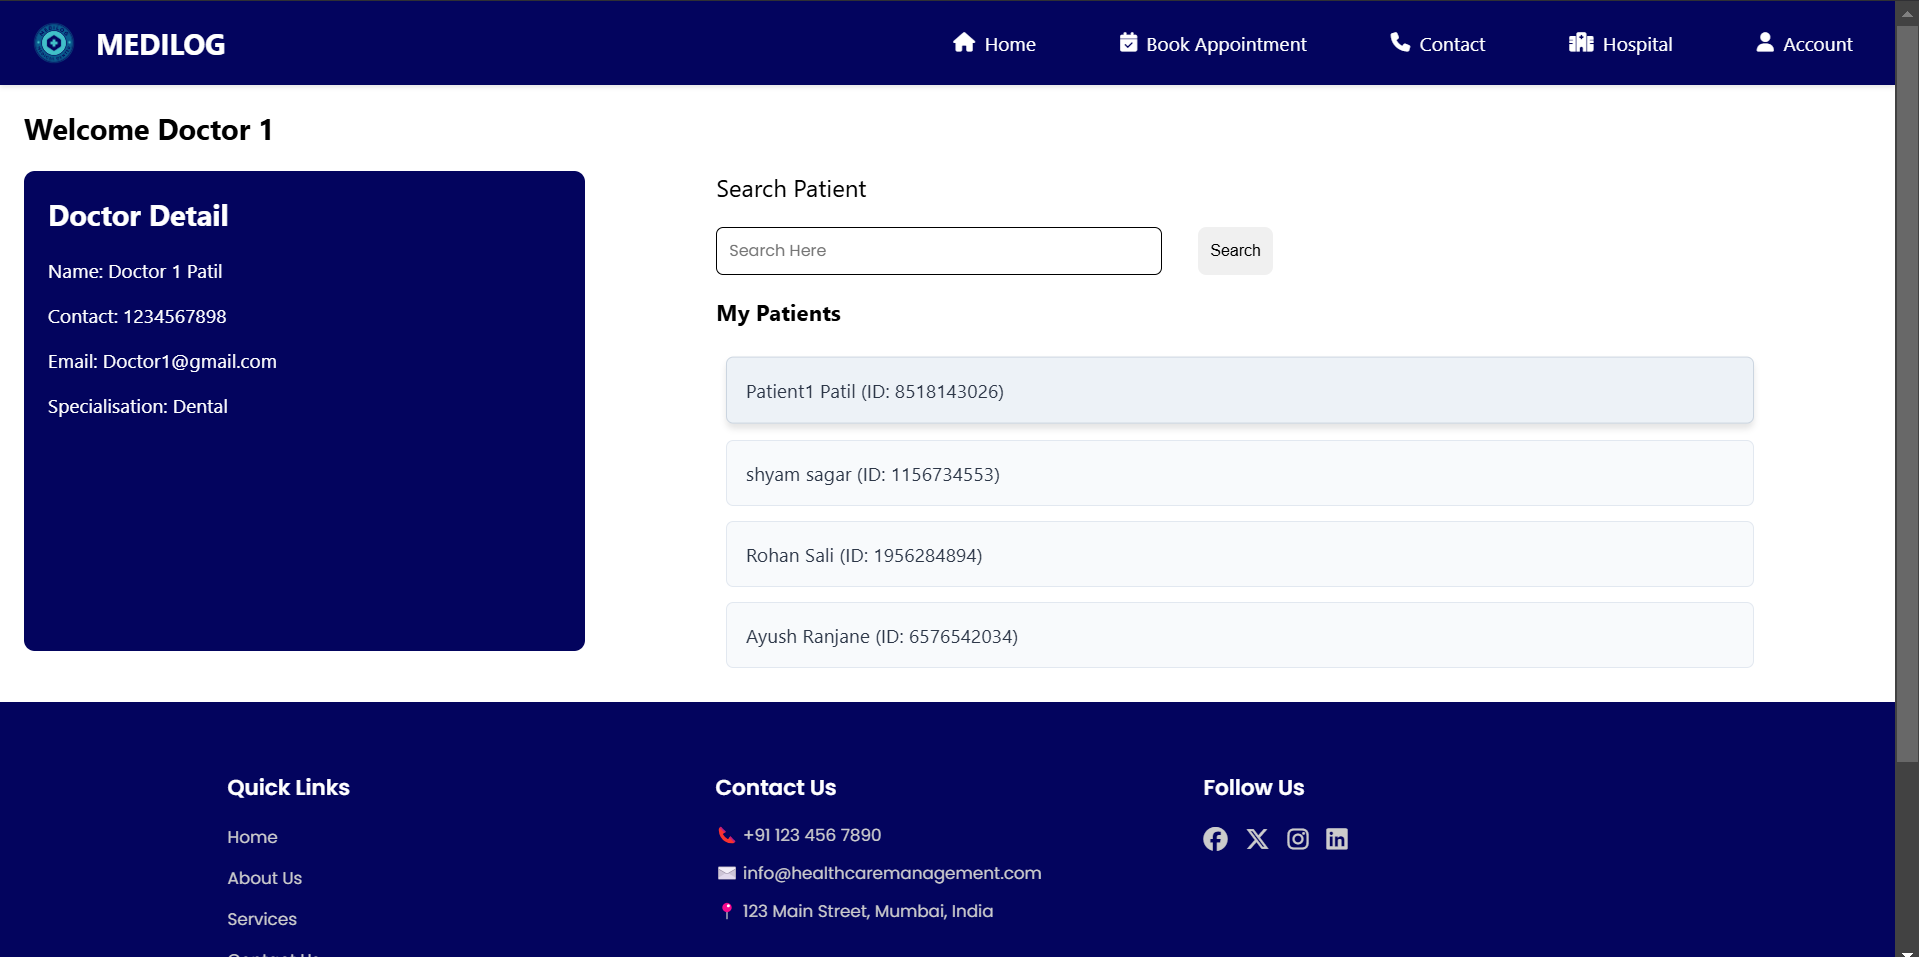 MEDILOG
Home
Book Appointment
Contact
Hospital
Account
Welcome Doctor 1
Doctor Detail
Name: Doctor 1 Patil
Contact: 1234567898
Email: Doctor1@gmail.com
Specialisation: Dental
Search Patient
Search Here
Search
My Patients
Patient1 Patil (ID: 8518143026)
shyam sagar (ID: 1156734553)
Rohan Sali (ID: 1956284894)
Ayush Ranjane (ID: 6576542034)
Quick Links
Home
About Us
Services
Contact Us
+91 123 456 7890
info@healthcaremanagement.com
123 Main Street, Mumbai, India
Follow Us